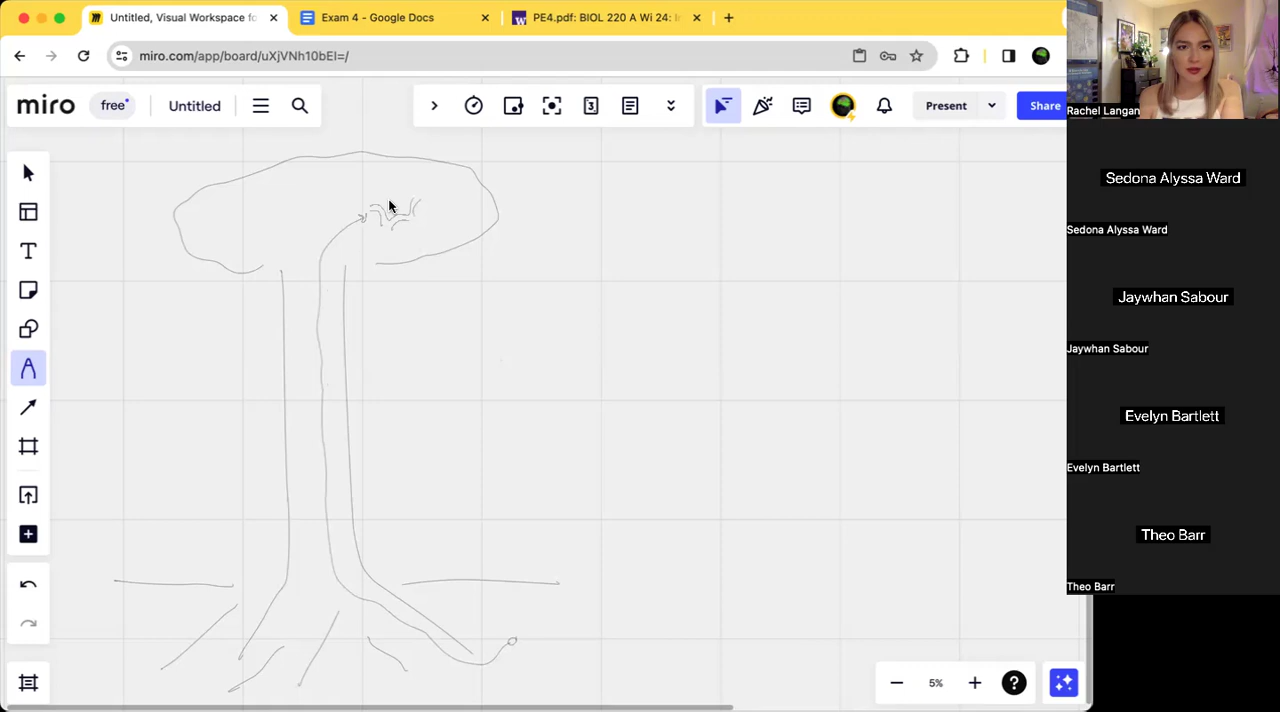 Untitled, Visual Workspace fo
Exam 4 - Google Docs
PE4.pdf: BIOL 220 A Wi 24: I
miro.com/app/board/uxjVNh10bEI=/
miro
free
Untitled
3
Present
Share
Rachel Langan
Sedona Alyssa Ward
Sedona Alyssa Ward
Jaywhan Sabour
Jaywhan Sabour
Evelyn Bartlett
Evelyn Bartlett
Theo Barr
Theo Barr
5%